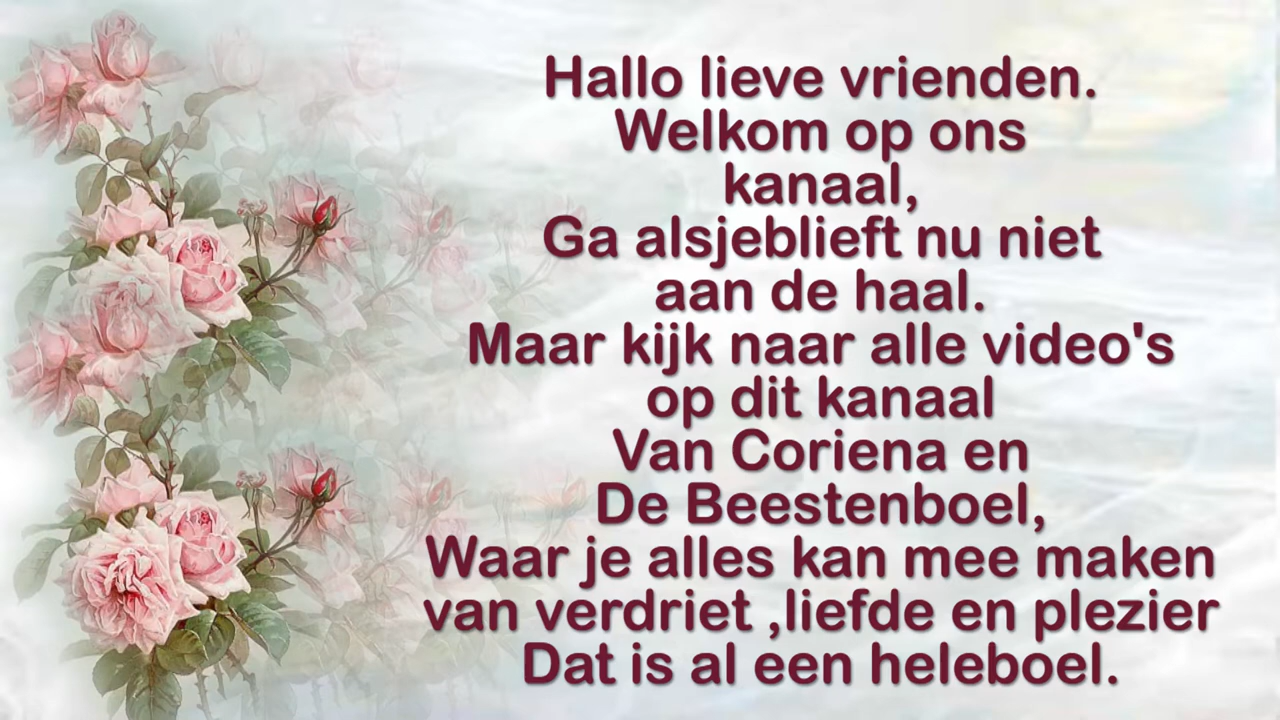 Hallo lieve vrienden.
Welkom op ons
kanaal,
Ga alsjeblieft nu niet
aan de haal.
Maar kijk naar alle video's
op dit kanaal
Van Coriena en
De Beestenboel,
Waar je alles kan mee maken
van verdriet ,liefde en plezier
Dat is al een heleboel.